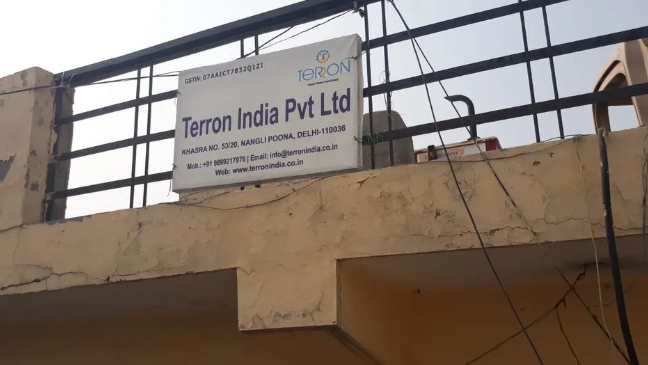 GSTIN: 07AAICT7832Q1Z1
TERRON
Terron India Pvt Ltd
KHASRA NO. 53/20, NANGLI POONA, DELHI-110036
Mob.: +91 9899217976 | Email: info@terronindia.co.in
Web: www.terronindia.co.in